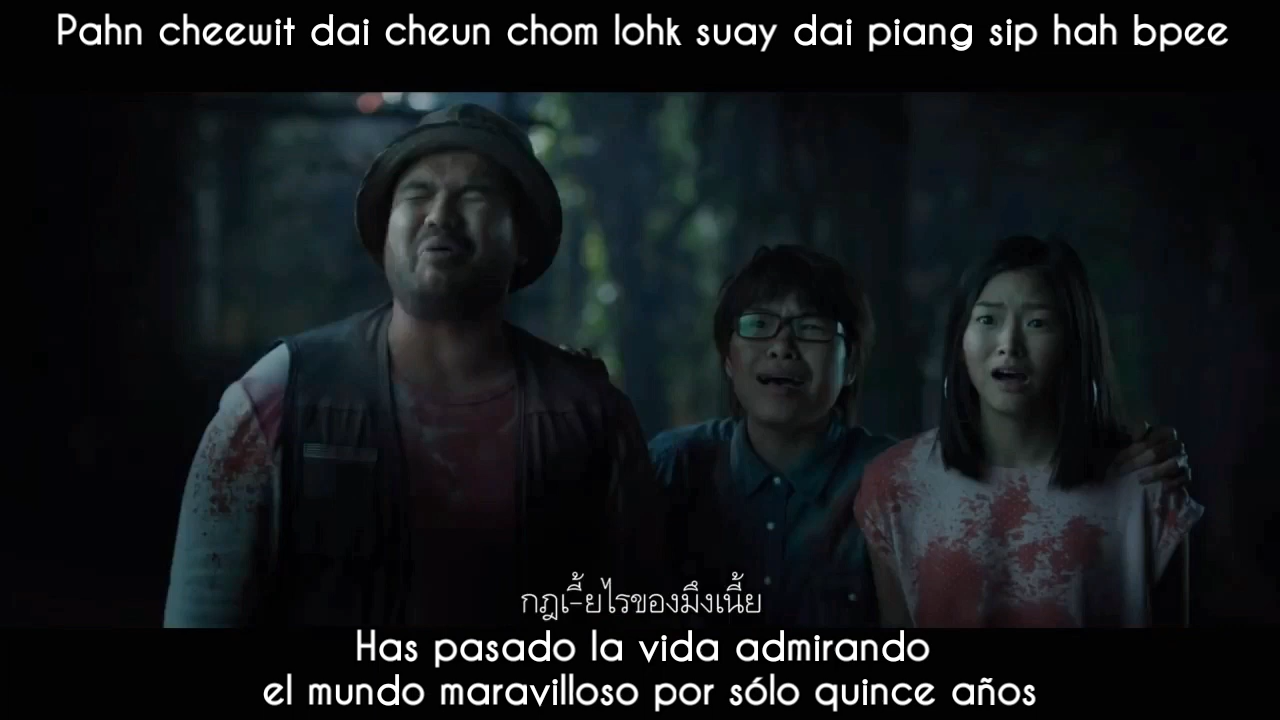 Pahn cheewit dai cheun chom lohk suay dai piang sip hah bpee
กฎเ-ี้ยไรของมึงเนี้ย
Has pasado la vida admirando
el mundo maravilloso por sólo quince años